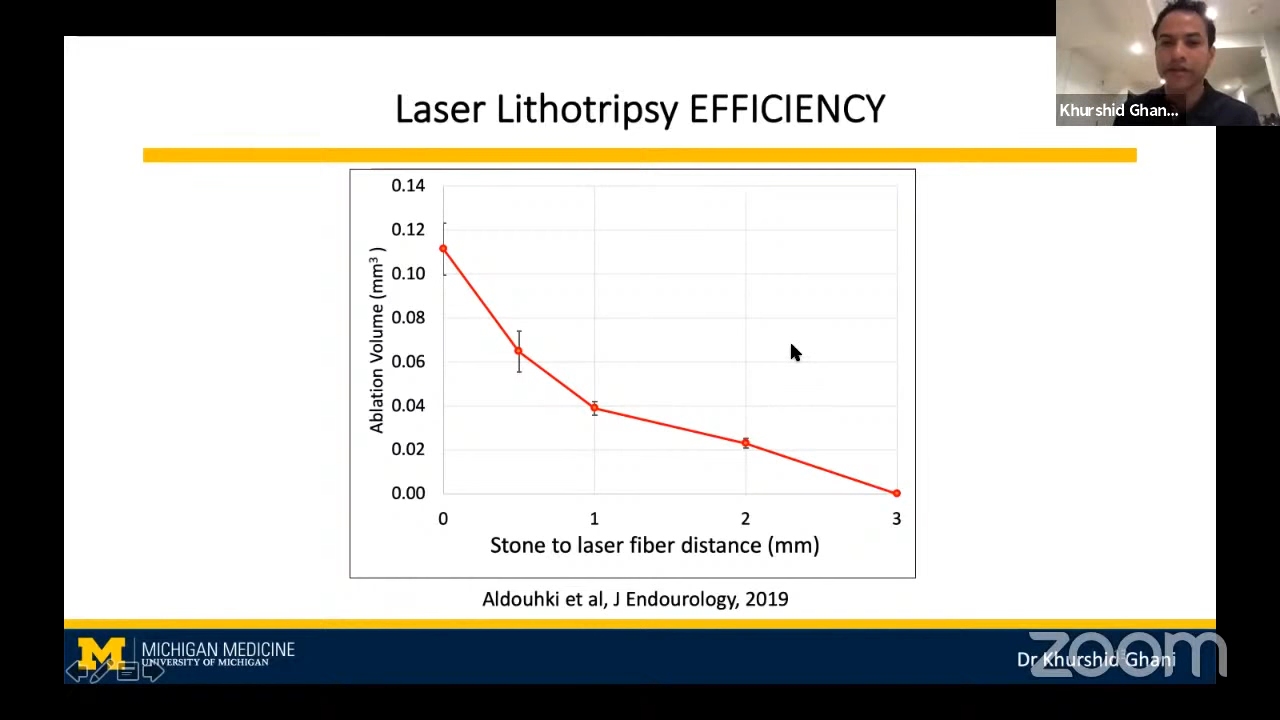 Khurshid Ghan...
Laser Lithotripsy EFFICIENCY
0.14
0.12
0.10
0.08
0.06
0.04
0.02
0.00
Ablation Volume (mm³ )
0 1 2 3
Stone to laser fiber distance (mm)
Aldouhki et al, J Endourology, 2019
M MICHIGAN MEDICINE
UNIVERSITY OF MICHIGAN
Dr Khurshid Ghani
zoom